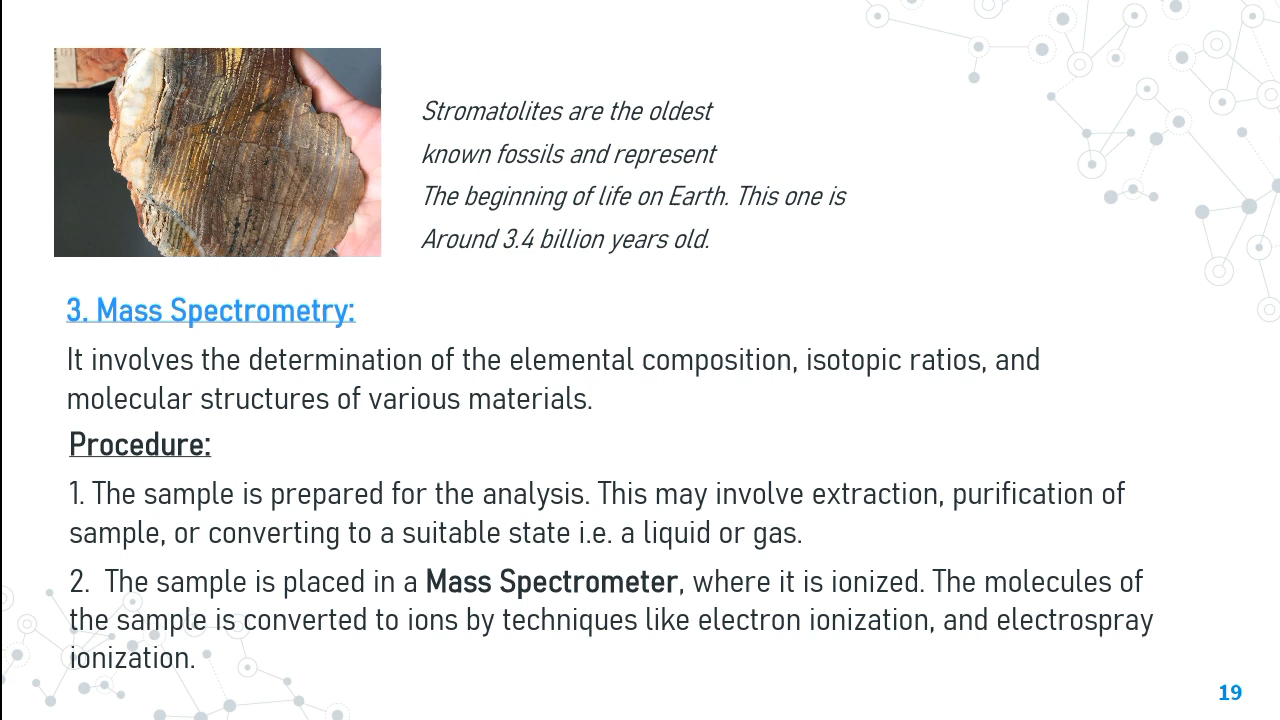 Stromatolites are the oldest
known fossils and represent
The beginning of life on Earth. This one is
Around 3.4 billion years old.
3. Mass Spectrometry:
It involves the determination of the elemental composition, isotopic ratios, and
molecular structures of various materials.
Procedure:
1. The sample is prepared for the analysis. This may involve extraction, purification of
sample, or converting to a suitable state i.e. a liquid or gas.
2. The sample is placed in a Mass Spectrometer, where it is ionized. The molecules of
the sample is converted to ions by techniques like electron ionization, and electrospray
ionization.
19